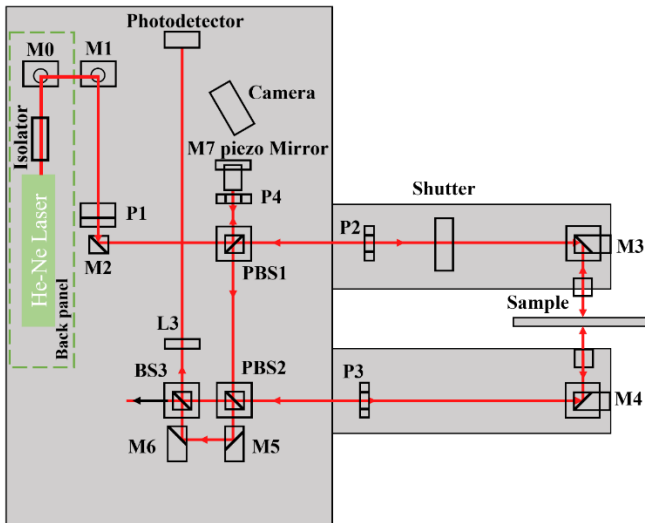 Photodetector
M0
M1
Camera
Isolator
M7 piezo Mirror
P4
Shutter
He-Ne Laser
P1
P2
M2
M3
PBS1
Sample
Back panel
L3
BS3
PBS2
P3
M4
M6
M5